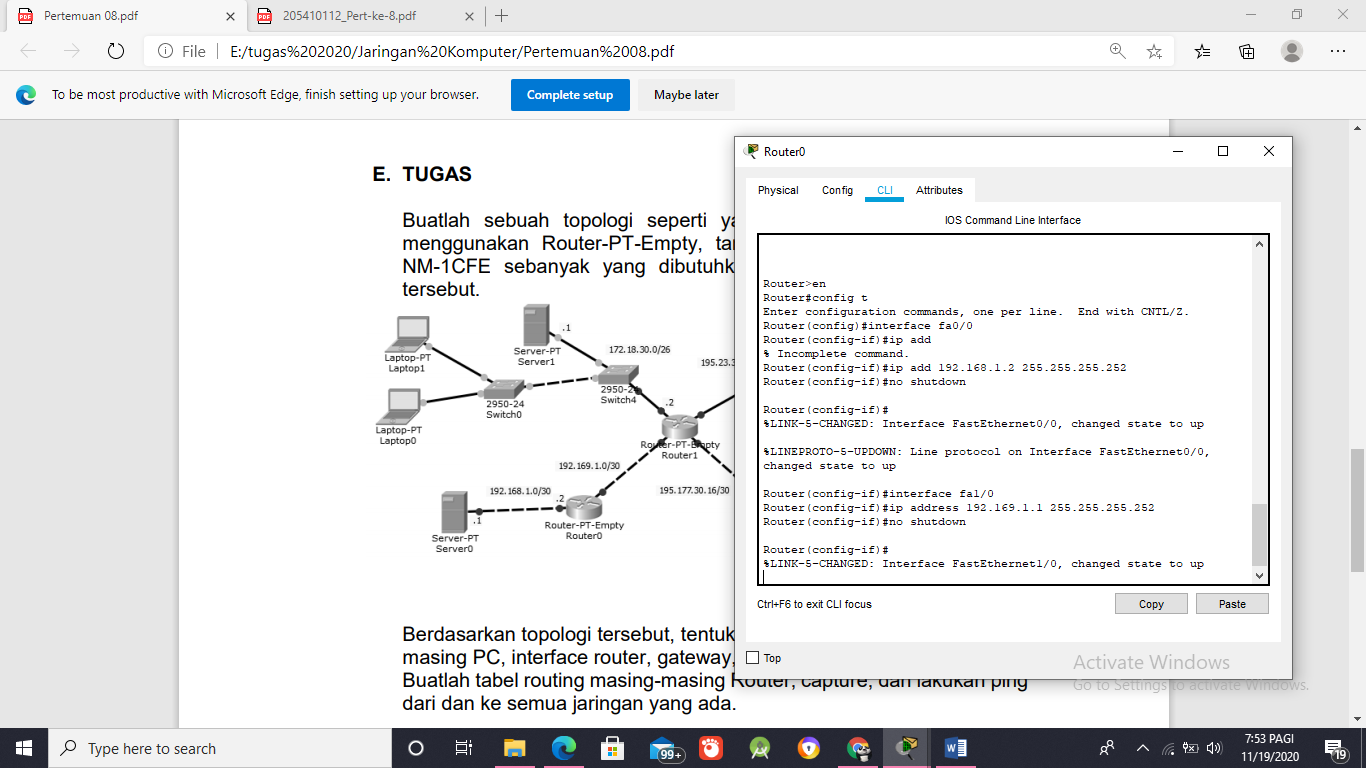 Pertemuan 08.pdf
205410112_Pert-ke-8.pdf
File
E:/tugas%202020/Jaringan%20Komputer/Pertemuan%2008.pdf
To be most productive with Microsoft Edge, finish setting up your browser.
Complete setup
Maybe later
E. TUGAS
Buatlah sebuah topologi seperti
menggunakan Router-PT-Empty,
NM-1CFE sebanyak yang dibutuhk
tersebut.
Laptop-PT
Laptop1
Server-PT
Server1
.1
172.18.30.0/26
195.23.3
2950-24
Switch0
2950-24
Switch4
.2
Laptop-PT
Laptop0
Router-PT-Empty
Router1
192.169.1.0/30
195.177.30.16/30
192.168.1.0/30
.2
.1
Server-PT
Server0
Router-PT-Empty
Router0
Berdasarkan topologi tersebut, tentuk
masing PC, interface router, gateway,
Buatlah tabel routing masing-masing Router, capture, dan lakukan ping
dari dan ke semua jaringan yang ada.
Router0
Physical
Config
CLI
Attributes
IOS Command Line Interface
Router>en
Router#config t
Enter configuration commands, one per line. End with CNTL/Z.
Router(config)#interface fa0/0
Router(config-if)#ip add
% Incomplete command.
Router(config-if)#ip add 192.168.1.2 255.255.255.252
Router(config-if)#no shutdown
Router(config-if)#
%LINK-5-CHANGED: Interface FastEthernet0/0, changed state to up
%LINEPROTO-5-UPDOWN: Line protocol on Interface FastEthernet0/0,
changed state to up
Router(config-if)#interface fa1/0
Router(config-if)#ip address 192.169.1.1 255.255.255.252
Router(config-if)#no shutdown
Router(config-if)#
%LINK-5-CHANGED: Interface FastEthernet1/0, changed state to up
Ctrl+F6 to exit CLI focus
Copy
Paste
Top
Activate Windows
Go to Settings to activate Windows.
Type here to search
99+
7:53 PAGI
11/19/2020
19